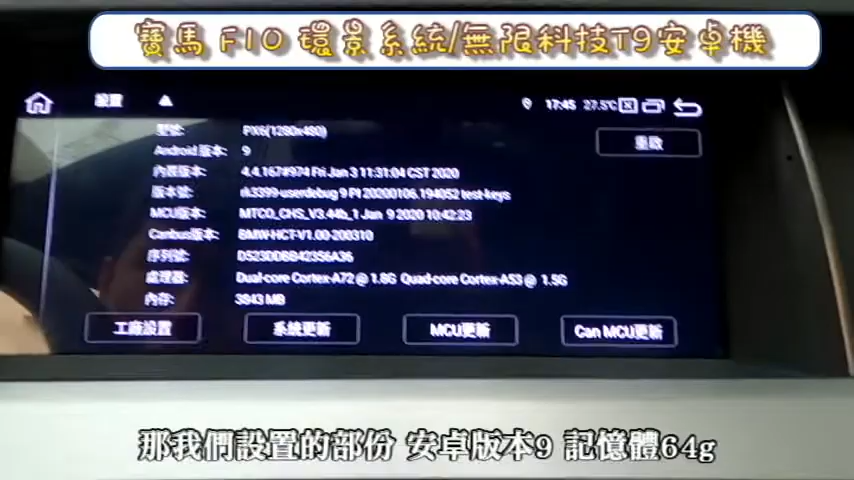 寶馬 F10 環景系統/無限科技T9安卓機
設置
17:45 27.5℃
型號: PX6(1280x480)
重啟
Android版本: 9
內核版本: 4.4.167#974 Fri Jan 3 11:31:04 CST 2020
版本號: rk3399-userdebug 9 PI 20200106.194052 test-keys
MCU版本: MTCD_CHS_V3.44b_1 Jan 9 2020 10:42:23
Canbus版本: BMW-HCT-V1.00-200310
序列號: D523DDBB42356A36
處理器: Dual-core Cortex-A72 @ 1.8G Quad-core Cortex-A53 @ 1.5G
內存: 3843 MB
工廠設置 系統更新 MCU更新 Can MCU更新
那我們設置的部份 安卓版本9 記憶體64g